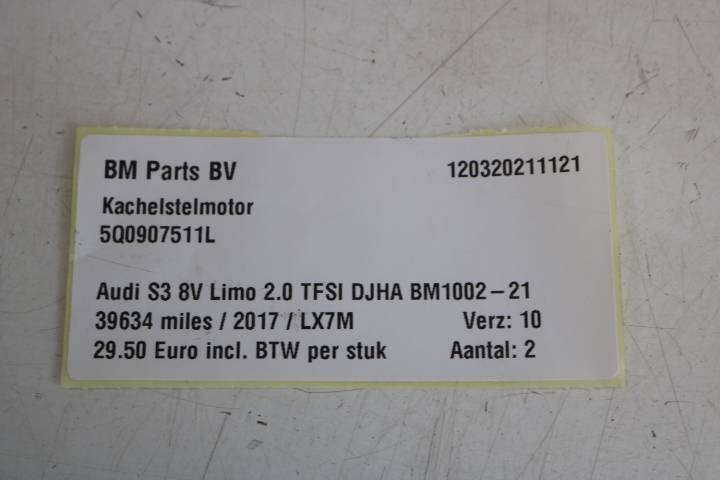 BM Parts BV 120320211121
Kachelstelmotor
5Q0907511L
Audi S3 8V Limo 2.0 TFSI DJHA BM1002-21
39634 miles / 2017 / LX7M Verz: 10
29.50 Euro incl. BTW per stuk Aantal: 2